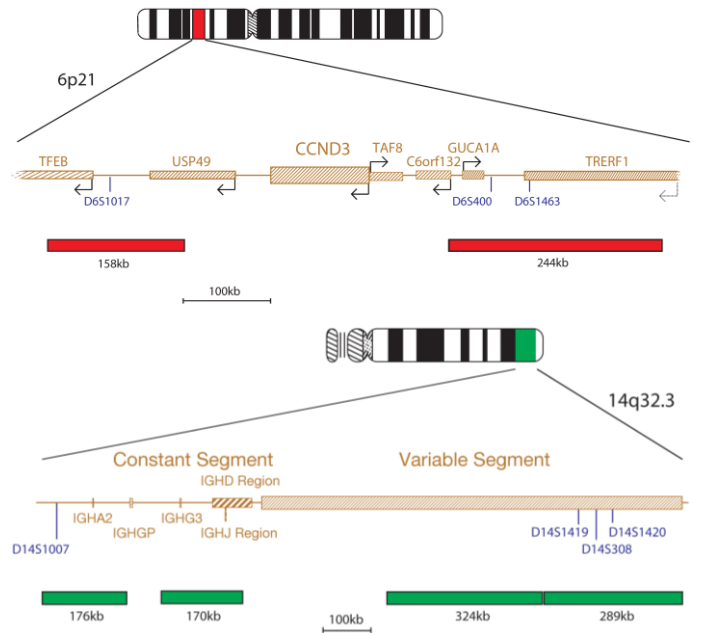 6p21
CCND3
TAF8
GUCA1A
TFEB
USP49
C6orf132
TRERF1
D6S1017
D6S400
D6S1463
158kb
244kb
100kb
14q32.3
Constant Segment
Variable Segment
IGHD Region
IGHA2
IGHG3
IGHGP
IGHJ Region
D14S1007
D14S1419
D14S1420
D14S308
176kb
170kb
324kb
289kb
100kb